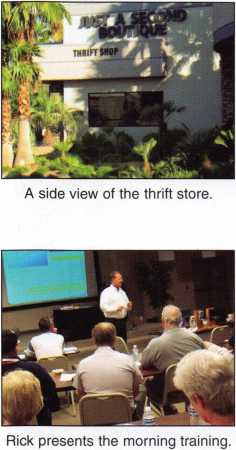 JUST A SECOND
BOUTIQUE
THRIFT SHOP
A side view of the thrift store.
Rick presents the morning training.